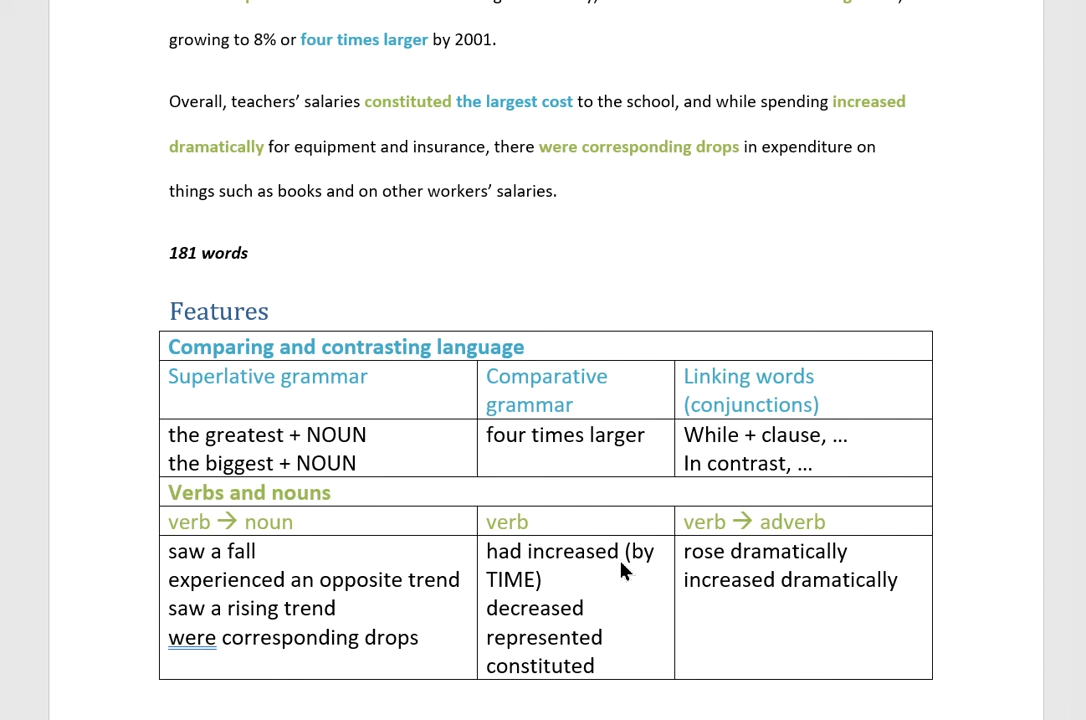 growing to 8% or four times larger by 2001.
Overall, teachers’ salaries constituted the largest cost to the school, and while spending increased
dramatically for equipment and insurance, there were corresponding drops in expenditure on
things such as books and on other workers’ salaries.
181 words
Features
Comparing and contrasting language
Superlative grammar
Comparative
grammar
Linking words
(conjunctions)
the greatest + NOUN
the biggest + NOUN
four times larger
While + clause, ...
In contrast, ...
Verbs and nouns
verb → noun
verb
verb → adverb
saw a fall
experienced an opposite trend
saw a rising trend
were corresponding drops
had increased (by
TIME)
decreased
represented
constituted
rose dramatically
increased dramatically